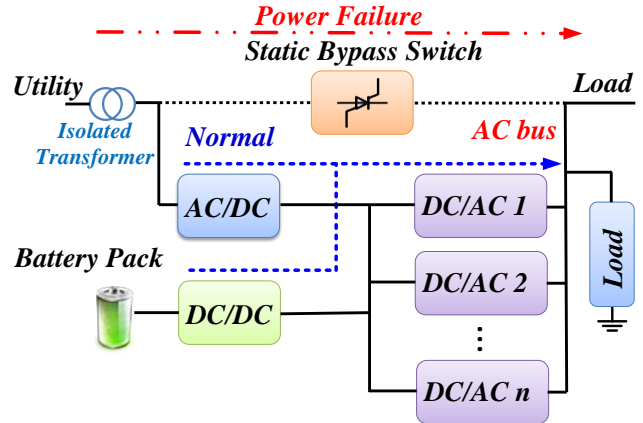 Power Failure
Static Bypass Switch
Utility
Load
Isolated
Transformer
Normal
AC bus
AC/DC
DC/AC 1
Battery Pack
DC/DC
DC/AC 2
Load
DC/AC n